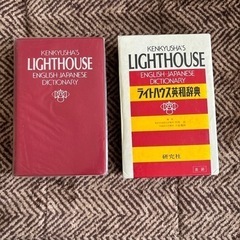 KENKYUSHA'S
LIGHTHOUSE
ENGLISH-JAPANESE
DICTIONARY
KENKYUSHA'S
LIGHTHOUSE
ENGLISH-JAPANESE
DICTIONARY
ライトハウス英和辞典
研究社